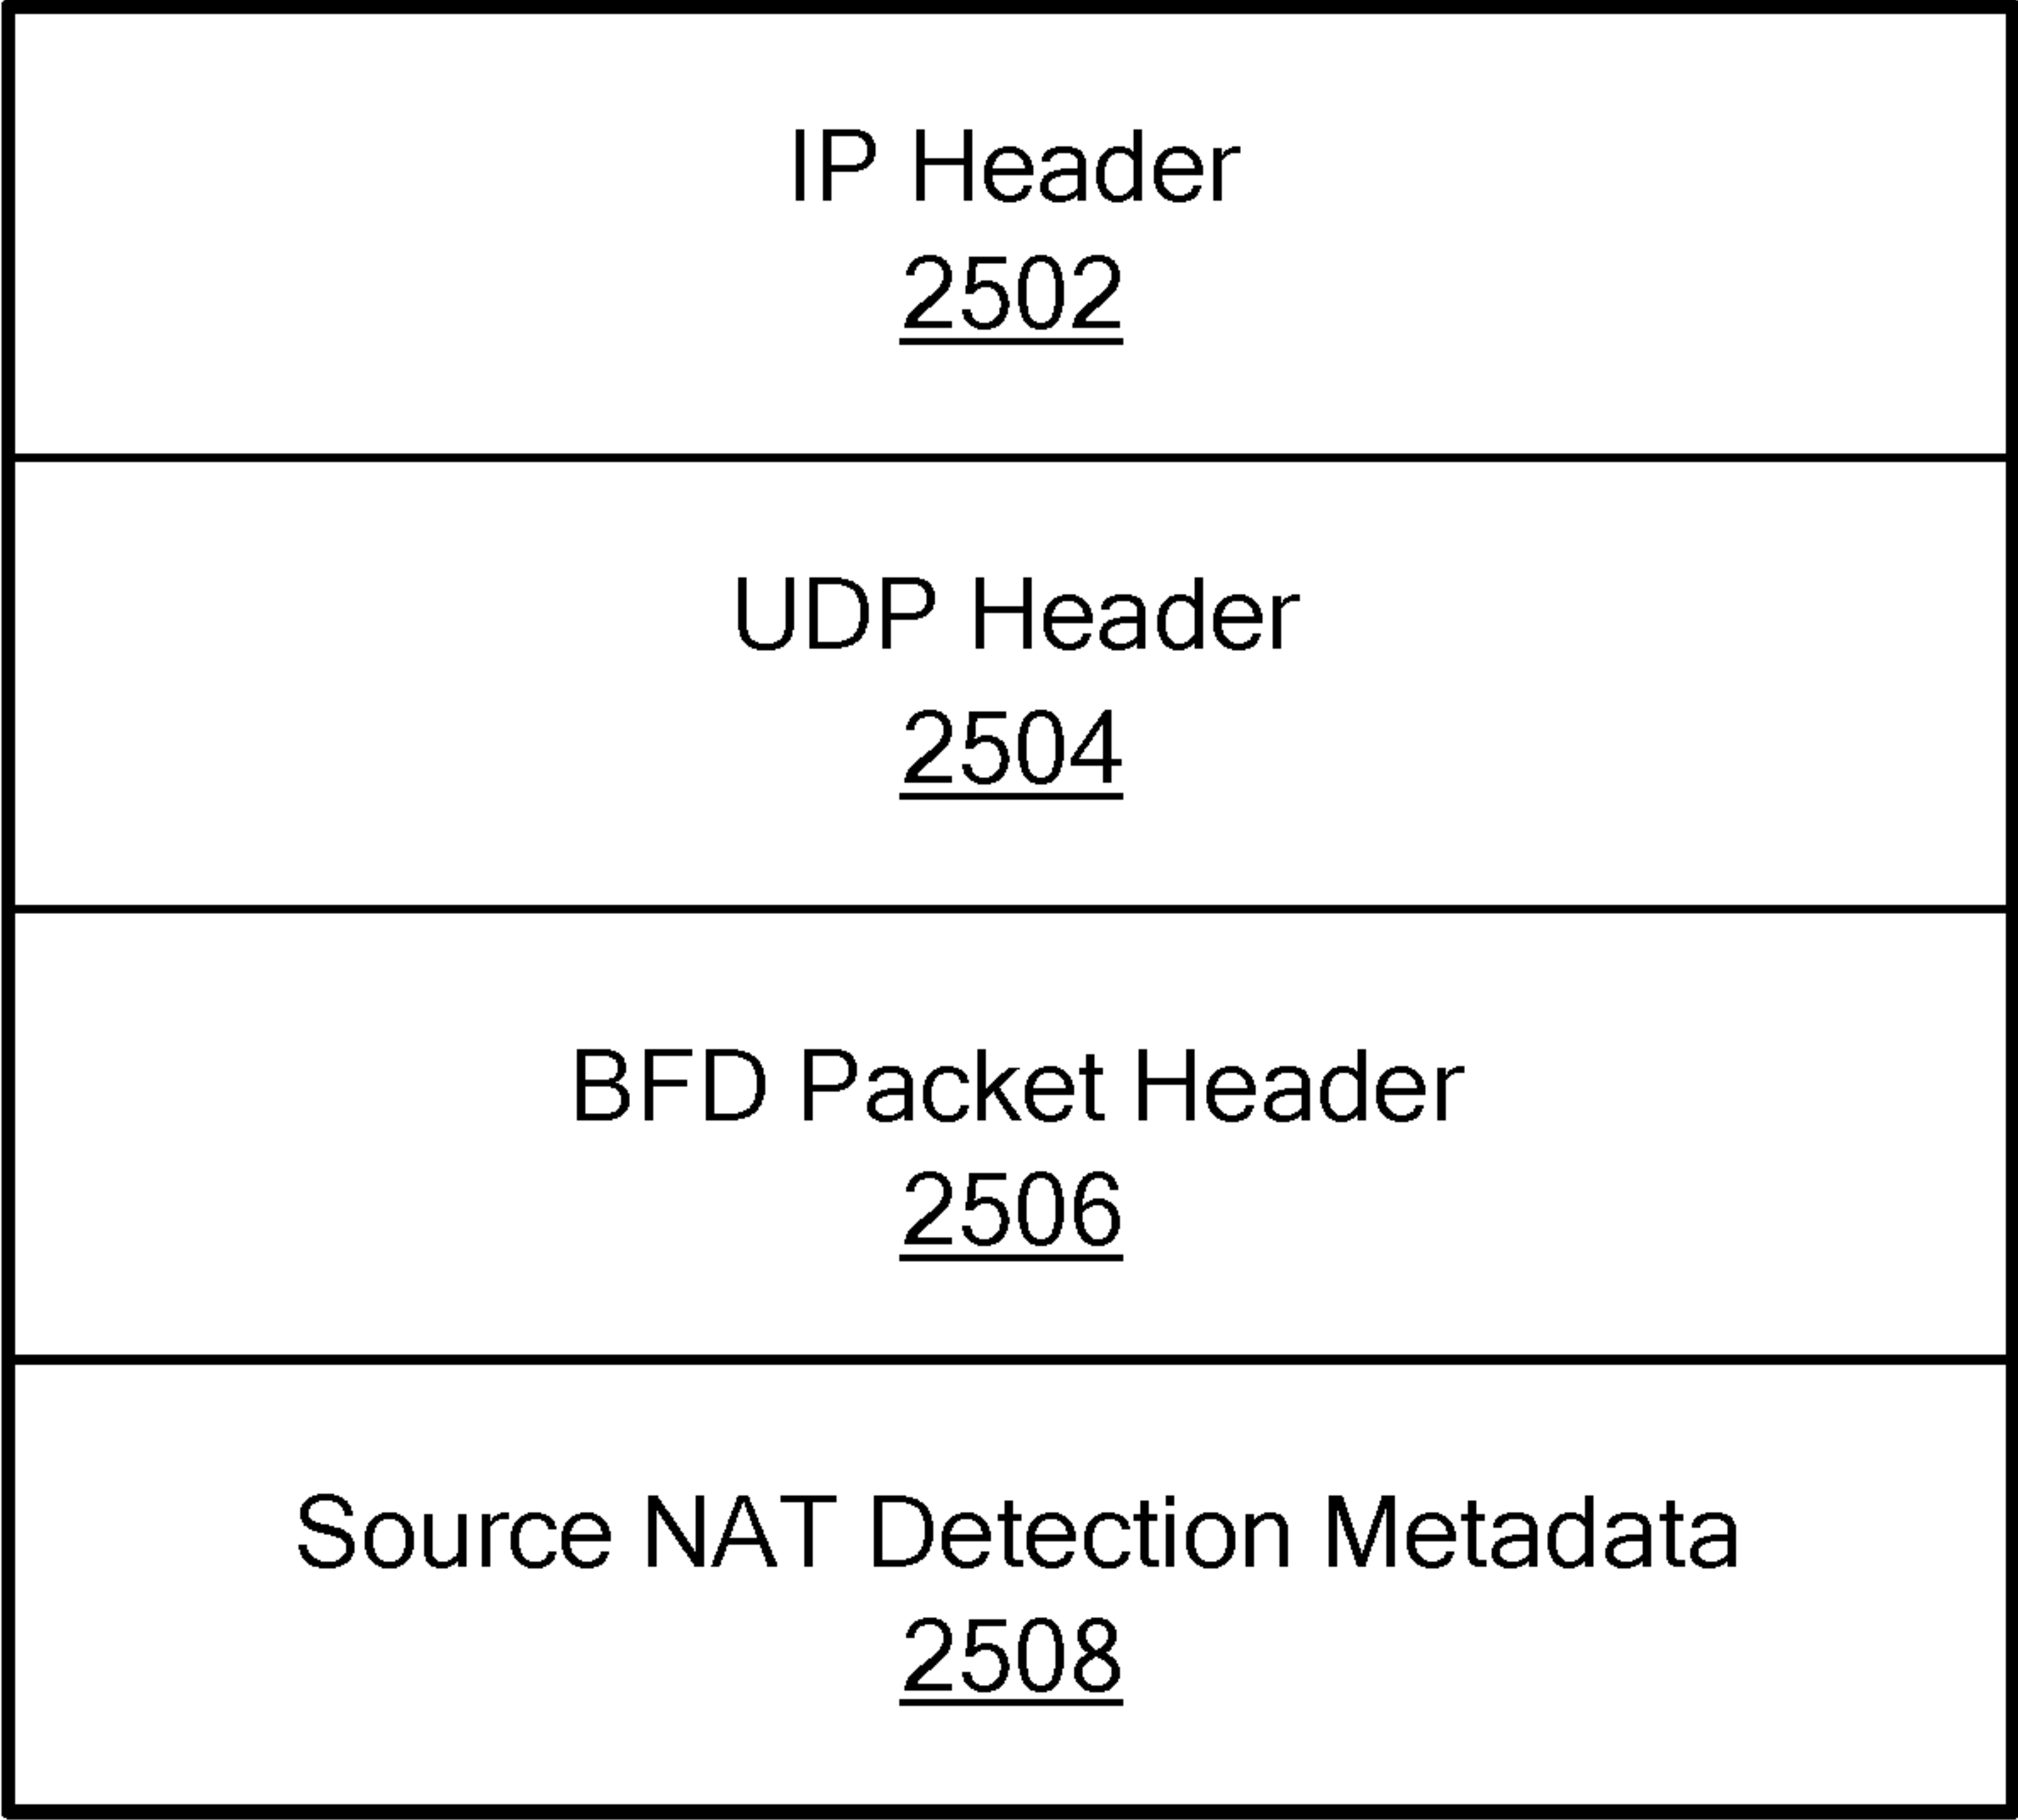 IP Header
2502
UDP Header
2504
BFD Packet Header
2506
Source NAT Detection Metadata
2508